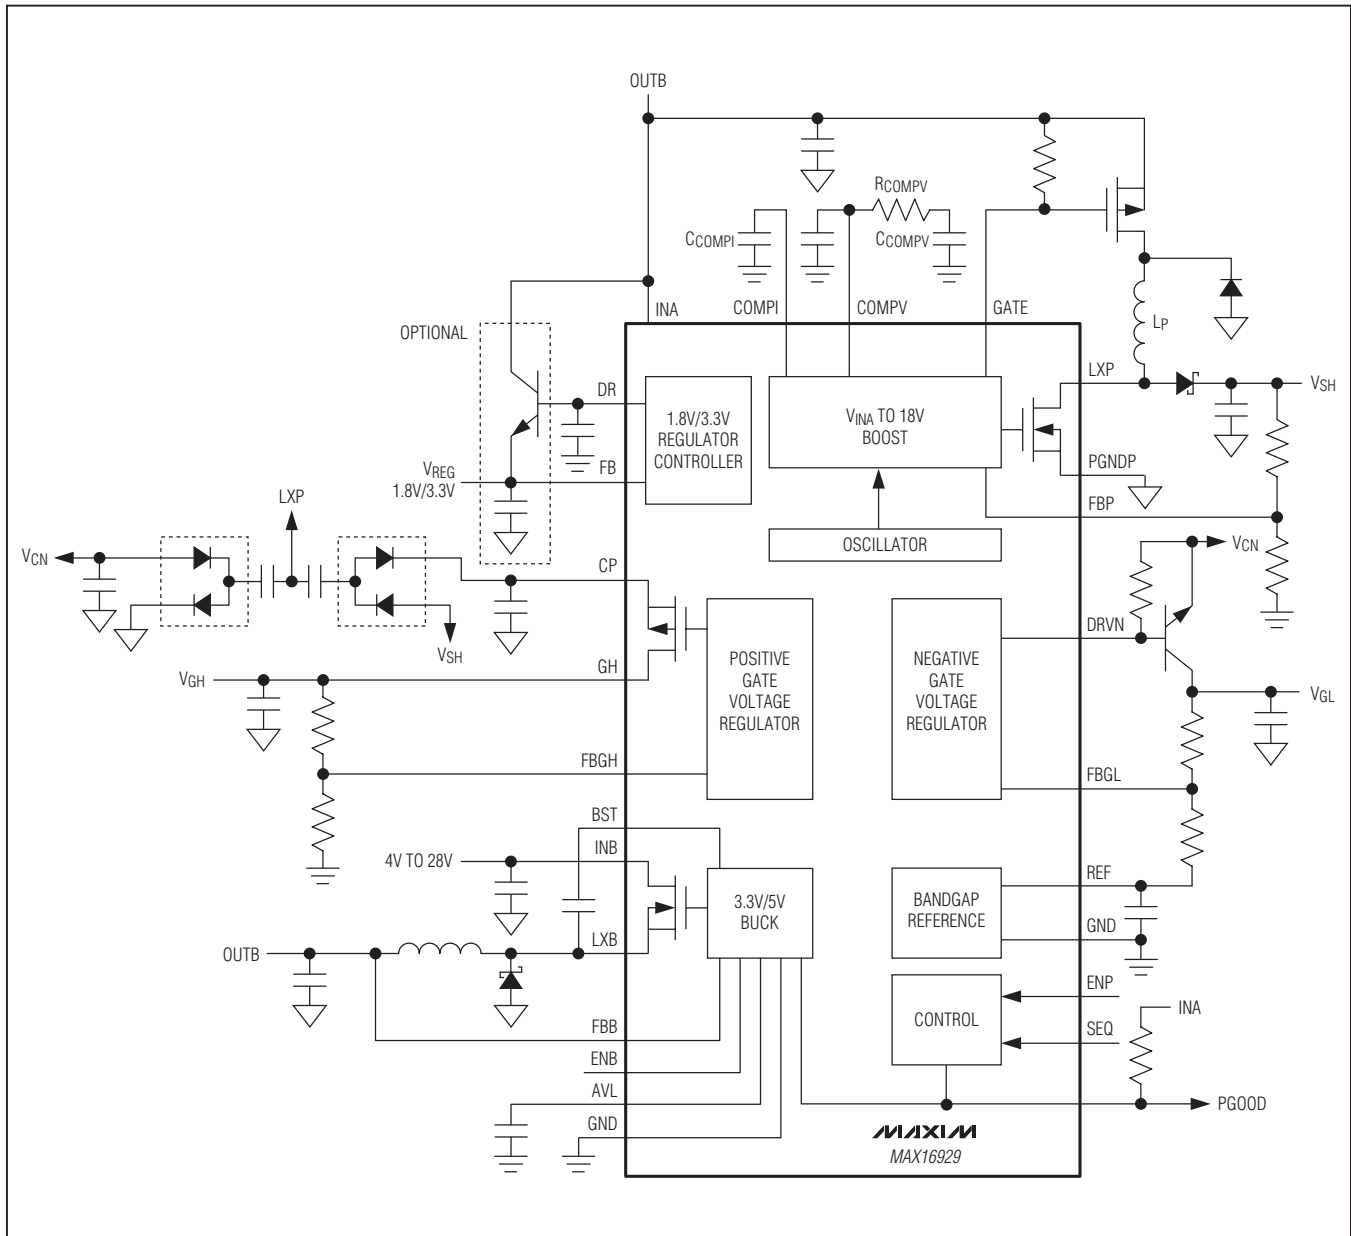 OUTB
RCOMPV
CCOMPI
CCOMPV
INA
COMPI
COMPV
GATE
LP
OPTIONAL
DR
LXP
VSH
1.8V/3.3V
REGULATOR
CONTROLLER
VINA TO 18V
BOOST
VREG
1.8V/3.3V
FB
PGNDP
LXP
FBP
OSCILLATOR
VCN
VCN
CP
DRVN
VSH
GH
POSITIVE
GATE
VOLTAGE
REGULATOR
NEGATIVE
GATE
VOLTAGE
REGULATOR
VGH
VGL
FBGH
FBGL
BST
INB
4V TO 28V
REF
3.3V/5V
BUCK
BANDGAP
REFERENCE
GND
LXB
OUTB
ENP
INA
CONTROL
SEQ
FBB
ENB
AVL
PGOOD
GND
MAXIM
MAX16929